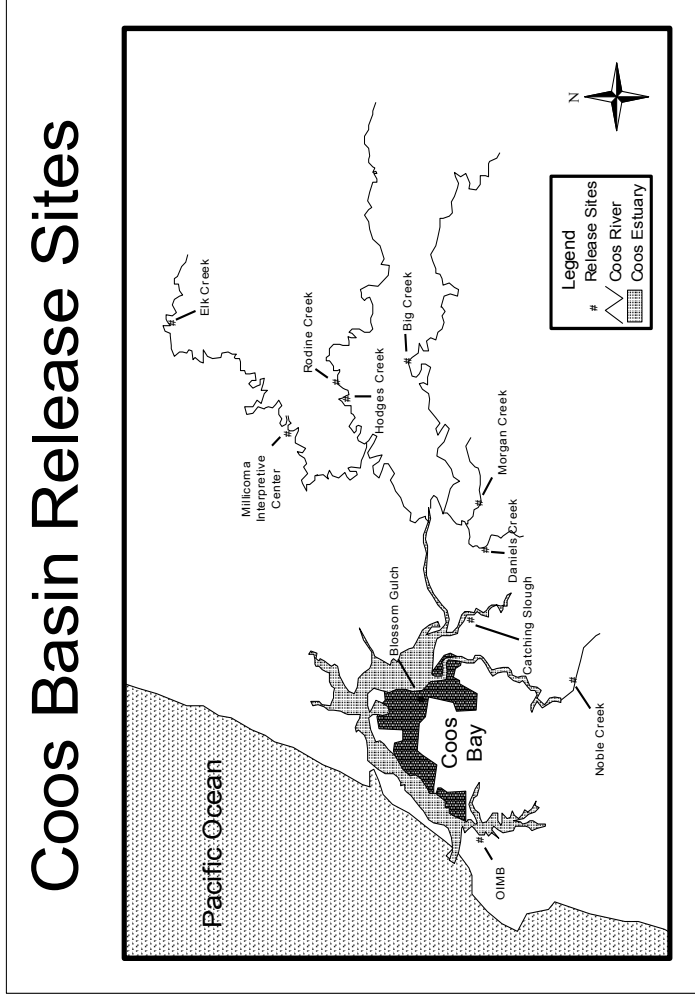 Coos Basin Release Sites
Pacific Ocean
Elk Creek
Millicoma
Interpretive
Center
Rodine Creek
Hodges Creek
Big Creek
Morgan Creek
Daniels Creek
Blossom Gulch
Catching Slough
Coos
Bay
Noble Creek
OIMB
N
Legend
# Release Sites
Coos River
Coos Estuary